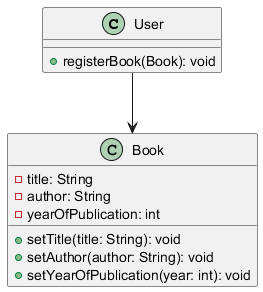 C User
registerBook(Book): void
C Book
title: String
author: String
yearOfPublication: int
setTitle(title: String): void
setAuthor(author: String): void
setYearOfPublication(year: int): void